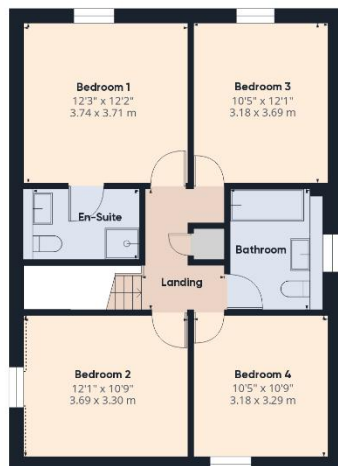 Bedroom 1
12'3" x 12'2"
3.74 x 3.71 m
Bedroom 3
10'5" x 12'1"
3.18 x 3.69 m
En-Suite
Bathroom
Landing
Bedroom 2
12'1" x 10'9"
3.69 x 3.30 m
Bedroom 4
10'5" x 10'9"
3.18 x 3.29 m